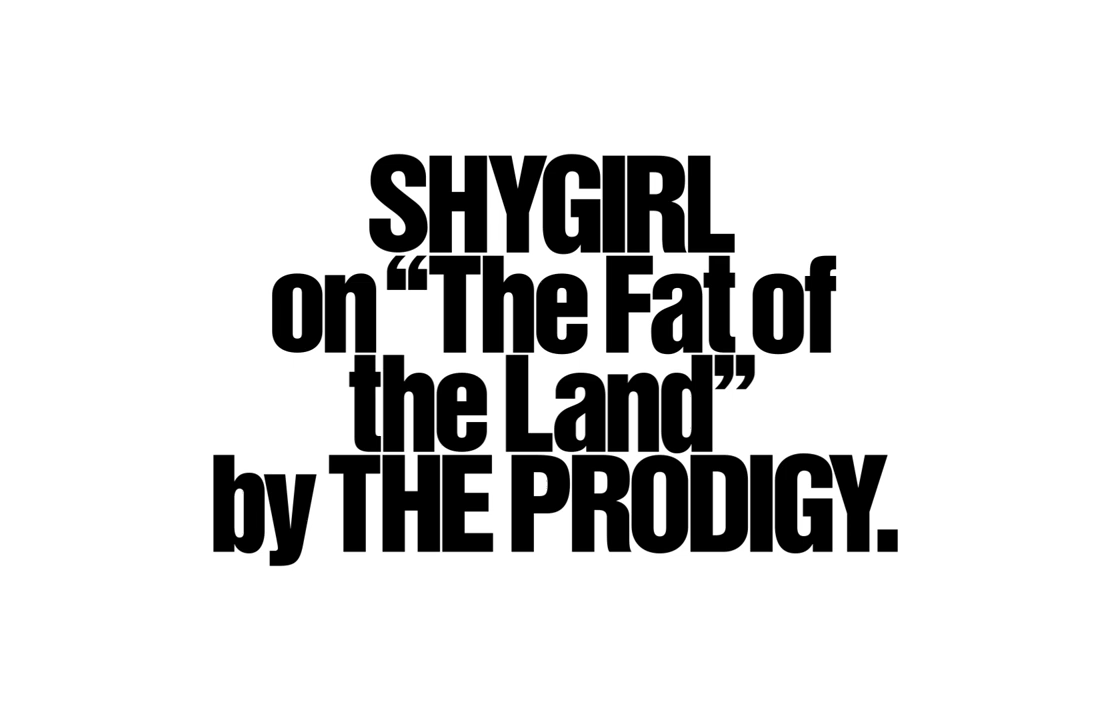 SHYGIRL
on “The Fat of
the Land”
by THE PRODIGY.